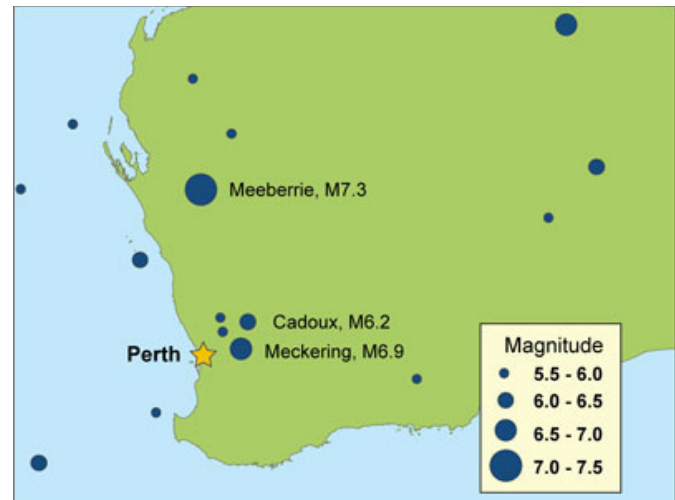 Meeberrie, M7.3
Cadoux, M6.2
Perth
Meckering, M6.9
Magnitude
5.5 - 6.0
6.0 - 6.5
6.5 - 7.0
7.0 - 7.5